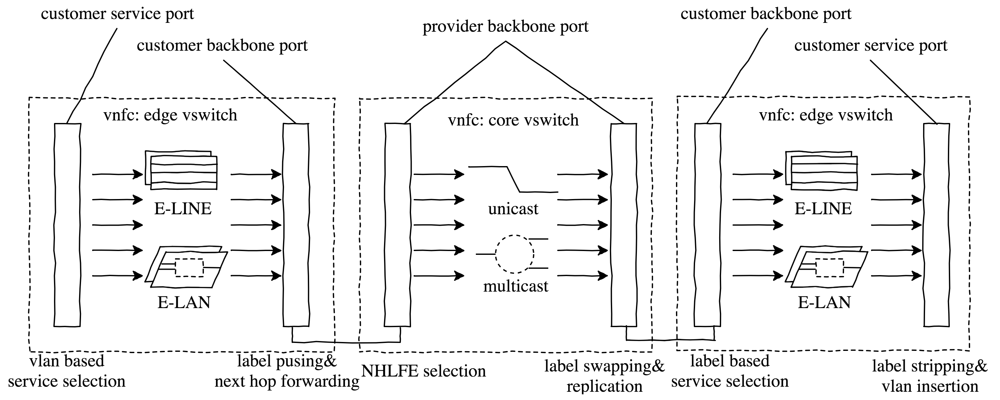 customer service port
customer backbone port
provider backbone port
customer backbone port
customer service port
vnfc: edge vswitch
E-LINE
E-LAN
vnfc: core vswitch
unicast
multicast
vnfc: edge vswitch
E-LINE
E-LAN
vlan based
service selection
label pusing&
next hop forwarding
NHLFE selection
label swapping&
replication
label based
service selection
label stripping&
vlan insertion